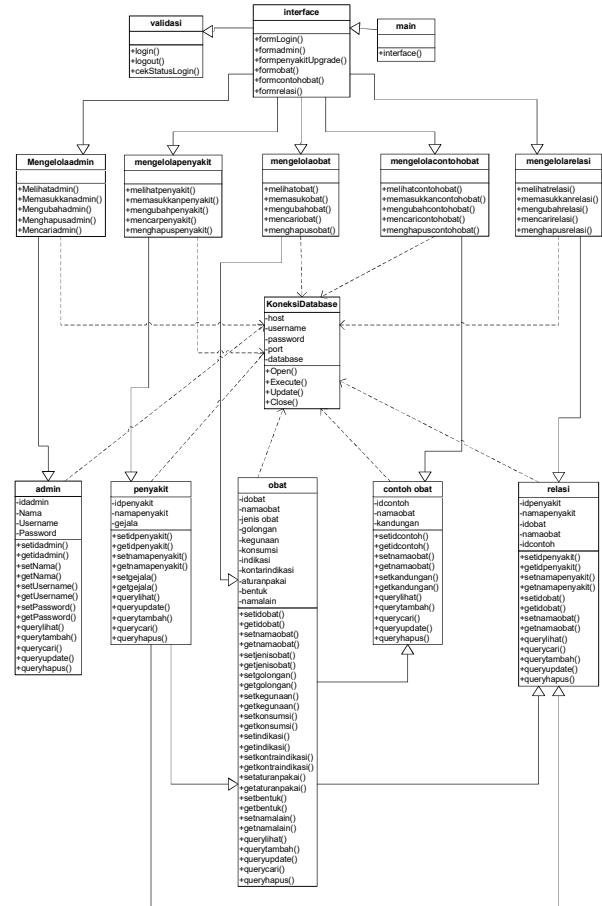 interface
+formLogin()
+formadmin()
+formpenyakitUpgrade()
+formobat()
+formcontohobat()
+formrelasi()
validasi
+login()
+logout()
+cekStatusLogin()
main
+interface()
Mengelolaadmin
+Melihatadmin()
+Memasukkanadmin()
+Mengubahadmin()
+Menghapusadmin()
+Mencariadmin()
mengelolapenyakit
+melihatpenyakit()
+memasukkanpenyakit()
+mengubahpenyakit()
+mencarpenyakit()
+menghapuspenyakit()
mengelolaobat
+melihatobat()
+memasukobat()
+mengubahobat()
+mencariobat()
+menghapusobat()
mengelolacontohobat
+melihatcontohobat()
+memasukkancontohobat()
+mengubahcontohobat()
+mencaricontohobat()
+menghapuscontohobat()
mengelolarelasi
+melihatrelasi()
+memasukkanrelasi()
+mengubahrelasi()
+mencarirelasi()
+menghapusrelasi()
KoneksiDatabase
-host
-username
-password
-port
-database
+Open()
+Execute()
+Update()
+Close()
admin
-idadmin
-Nama
-Username
-Password
+setidadmin()
+getidadmin()
+setNama()
+getNama()
+setUsername()
+getUsername()
+setPassword()
+getPassword()
+querylihat()
+querytambah()
+querycari()
+queryupdate()
+queryhapus()
penyakit
-idpenyakit
-namapenyakit
-gejala
+setidpenyakit()
+getidpenyakit()
+setnamapenyakit()
+getnamapenyakit()
+setgejala()
+getgejala()
+querylihat()
+queryupdate()
+querytambah()
+querycari()
+queryhapus()
obat
-idobat
-namaobat
-jenis obat
-golongan
-kegunaan
-konsumsi
-indikasi
-kontarindikasi
-aturanpakai
-bentuk
-namalain
+setidobat()
+getidobat()
+setnamaobat()
+getnamaobat()
+setjenisobat()
+getjenisobat()
+setgolongan()
+getgolongan()
+setkegunaan()
+getkegunaan()
+setkonsumsi()
+getkonsumsi()
+setindikasi()
+getindikasi()
+setkontraindikasi()
+getkontraindikasi()
+setaturanpakai()
+getaturanpakai()
+setbentuk()
+getbentuk()
+setnamalain()
+getnamalain()
+querylihat()
+querytambah()
+queryupdate()
+querycari()
+queryhapus()
contoh obat
-idcontoh
-namaobat
-kandungan
+setidcontoh()
+getidcontoh()
+setnamaobat()
+getnamaobat()
+setkandungan()
+getkandungan()
+querylihat()
+querytambah()
+querycari()
+queryupdate()
+queryhapus()
relasi
-idpenyakit
-namapenyakit
-idobat
-namaobat
-idcontoh
+setidpenyakit()
+getidpenyakit()
+setnamapenyakit()
+getnamapenyakit()
+setidobat()
+getidobat()
+setnamaobat()
+getnamaobat()
+querylihat()
+querycari()
+querytambah()
+queryupdate()
+queryhapus()